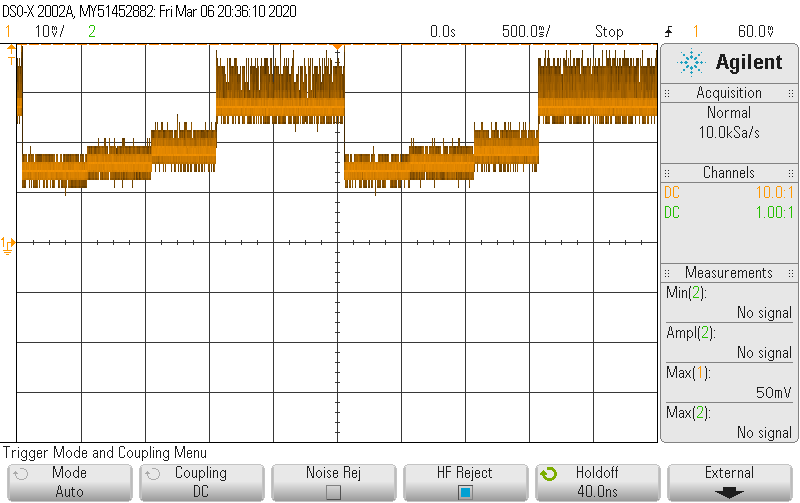 DSO-X 2002A, MY51452882: Fri Mar 06 20:36:10 2020
1 10mV/ 2 0.0s 500.0ms/ Stop 1 60.0mV
T
Agilent
Acquisition
Normal
10.0kSa/s
Channels
DC 10.0:1
DC 1.00:1
1
Measurements
Min(2):
No signal
Ampl(2):
No signal
Max(1):
50mV
Max(2):
No signal
Trigger Mode and Coupling Menu
Mode
Auto
Coupling
DC
Noise Rej
HF Reject
Holdoff
40.0ns
External